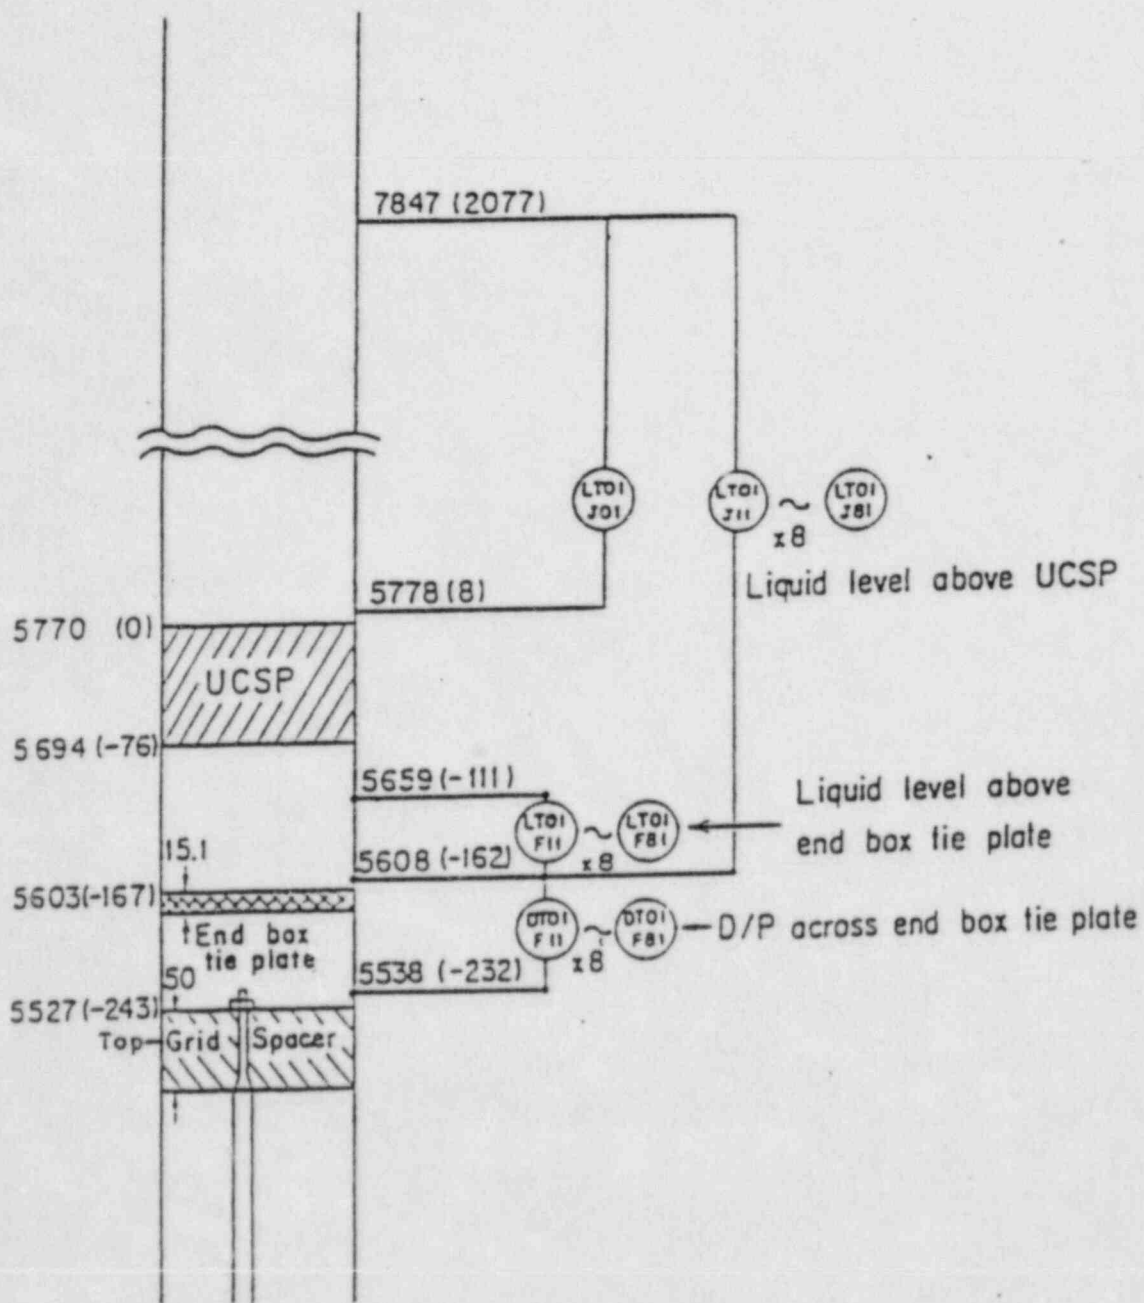 7847 (2077)
LT01
J01
LT01
J11
~
LT01
J81
x8
Liquid level above UCSP
5778 (8)
5770 (0)
UCSP
5694 (-76)
5659 (-111)
Liquid level above
end box tie plate
LT01
F11
~
LT01
F81
x8
15.1
5608 (-162)
5603(-167)
End box
tie plate
DT01
F11
~
DT01
F81
x8
D/P across end box tie plate
50
5538 (-232)
5527(-243)
Top Grid Spacer